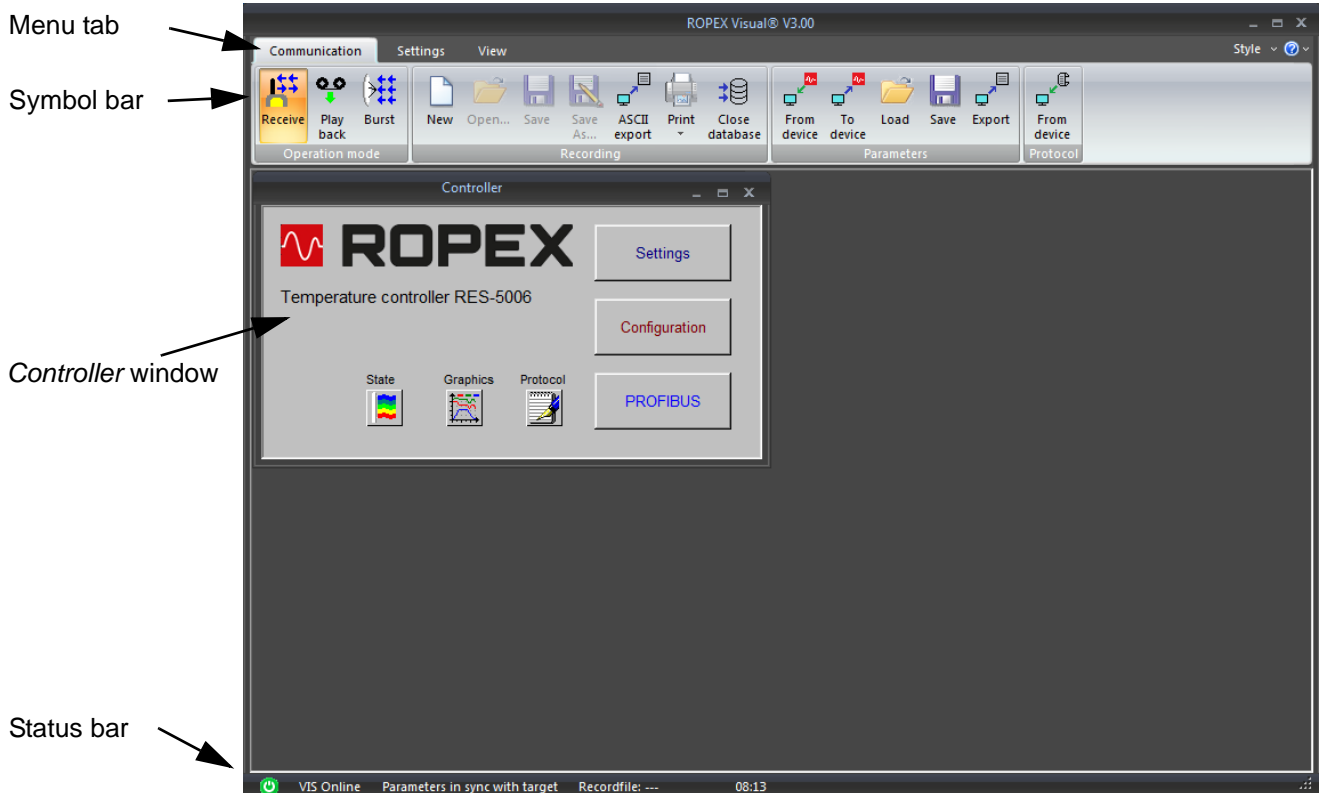 ROPEX Visual® V3.00
Menu tab
Communication Settings View Style
Symbol bar
Receive Play back Burst New Open... Save Save As... ASCII export Print Close database From device To device Load Save Export From device
Operation mode Recording Parameters Protocol
Controller
ROPEX
Settings
Temperature controller RES-5006
Configuration
Controller window
State Graphics Protocol
PROFIBUS
Status bar
VIS Online Parameters in sync with target Recordfile: --- 08:13